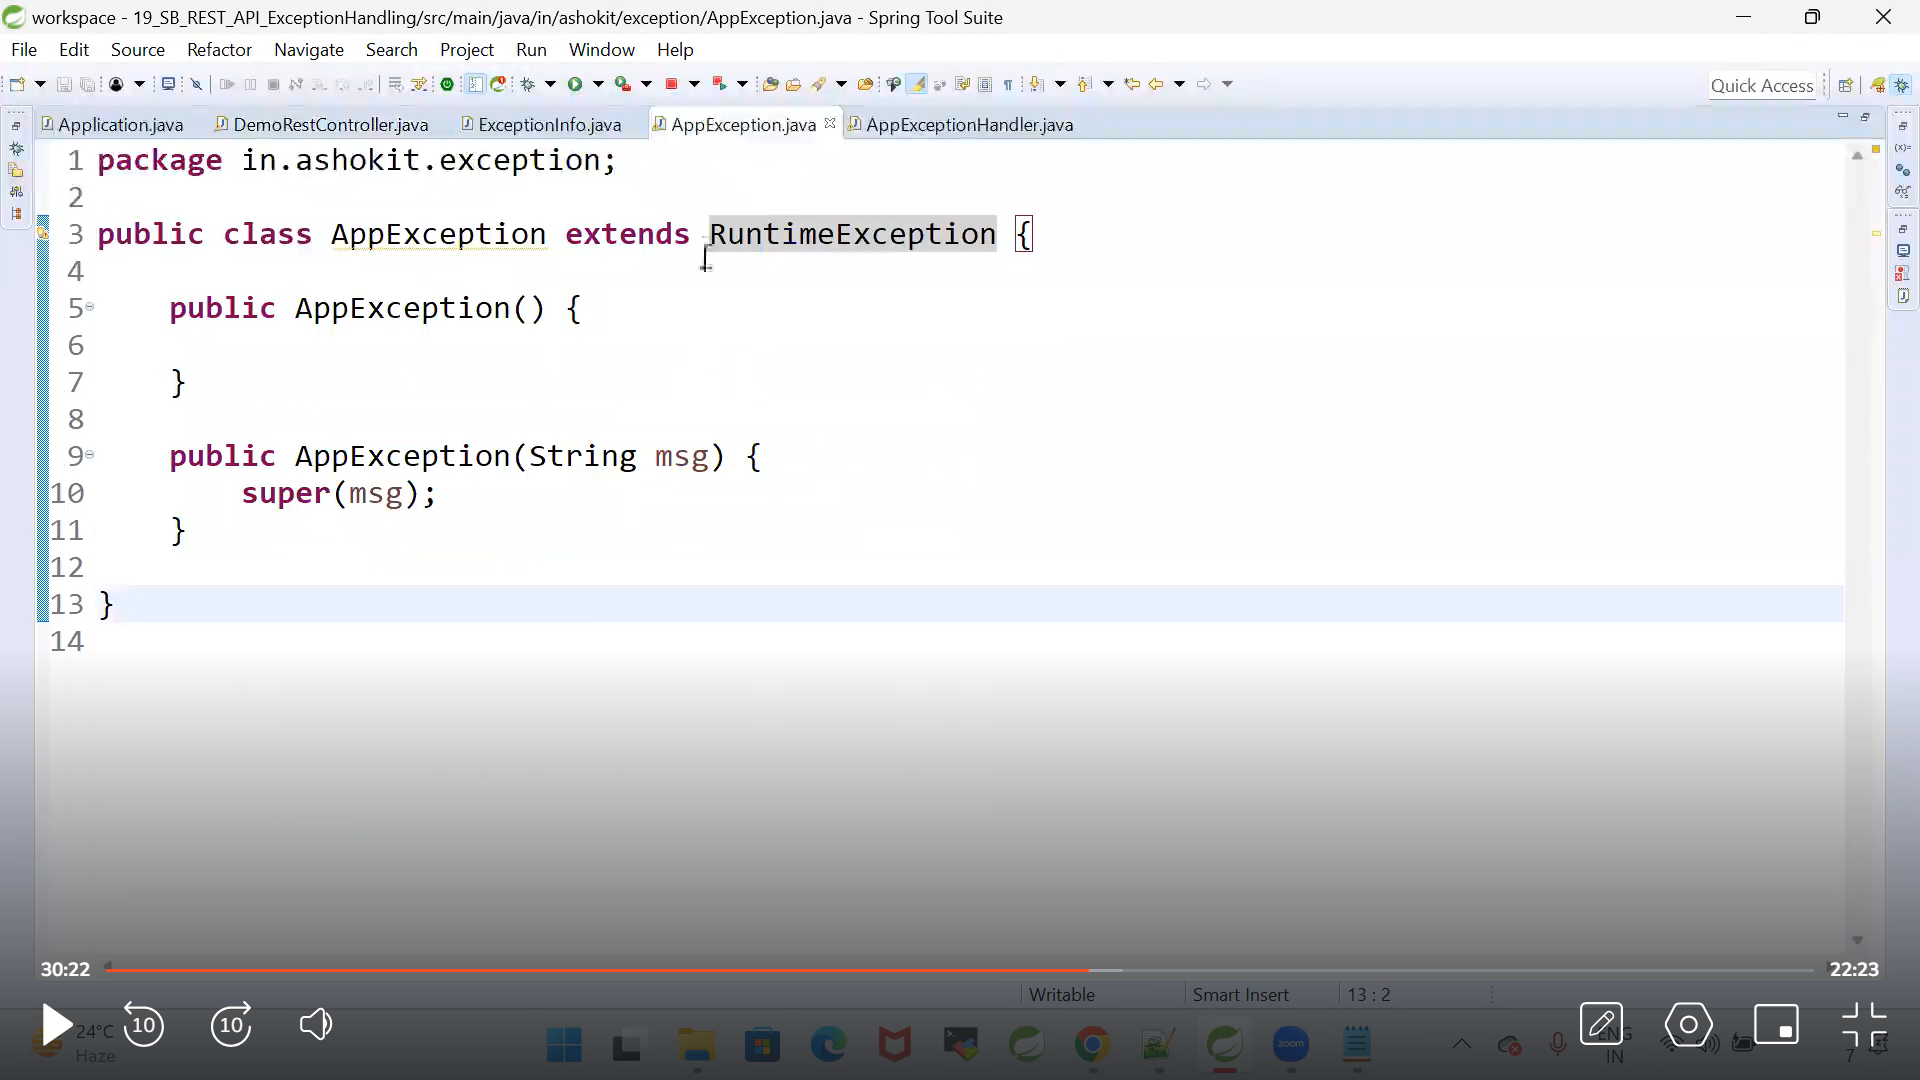 workspace - 19_SB_REST_API_ExceptionHandling/src/main/java/in/ashokit/exception/AppException.java - Spring Tool Suite
File Edit Source Refactor Navigate Search Project Run Window Help
Quick Access
Application.java DemoRestController.java ExceptionInfo.java AppException.java AppExceptionHandler.java
1 package in.ashokit.exception;
2
3 public class AppException extends RuntimeException {
4
5 public AppException() {
6
7 }
8
9 public AppException(String msg) {
10 super(msg);
11 }
12
13 }
14
30:22 22:23
Writable Smart Insert 13 : 2
10 10
24°C
Haze
zoom
ENG
IN
7